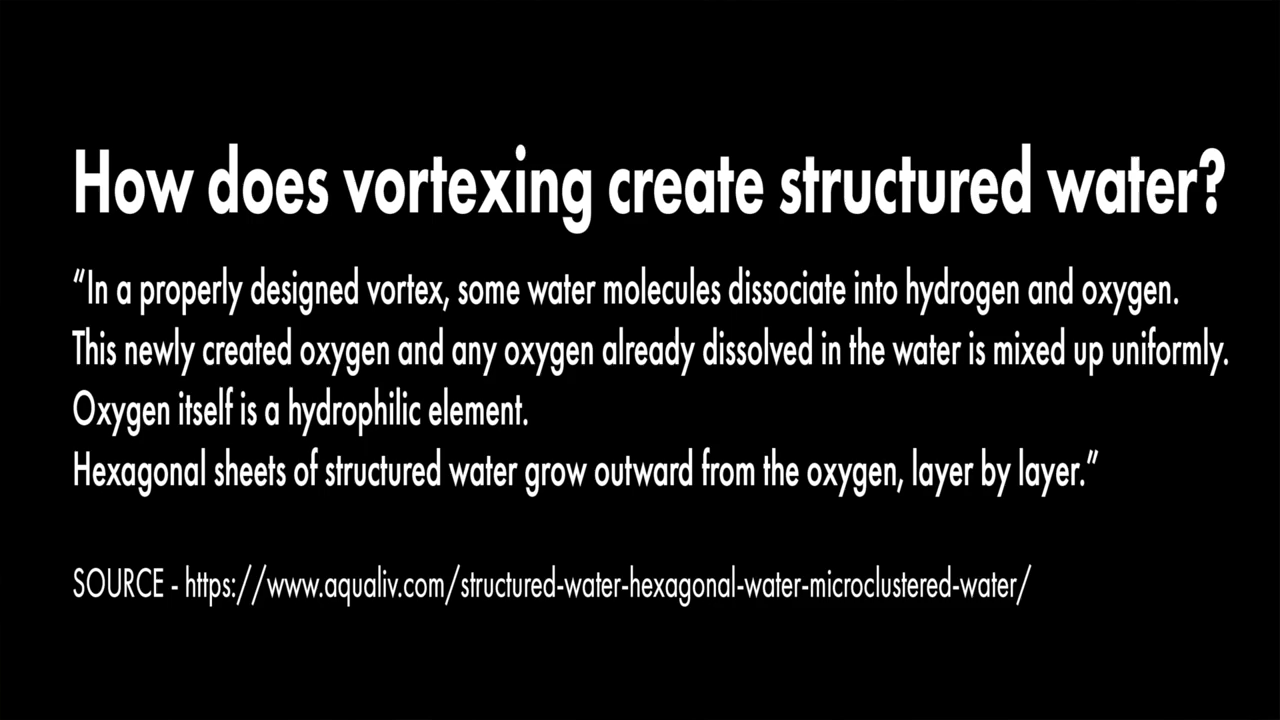 How does vortexing create structured water?
“In a properly designed vortex, some water molecules dissociate into hydrogen and oxygen.
This newly created oxygen and any oxygen already dissolved in the water is mixed up uniformly.
Oxygen itself is a hydrophilic element.
Hexagonal sheets of structured water grow outward from the oxygen, layer by layer.”
SOURCE - https://www.aqualiv.com/structured-water-hexagonal-water-microclustered-water/